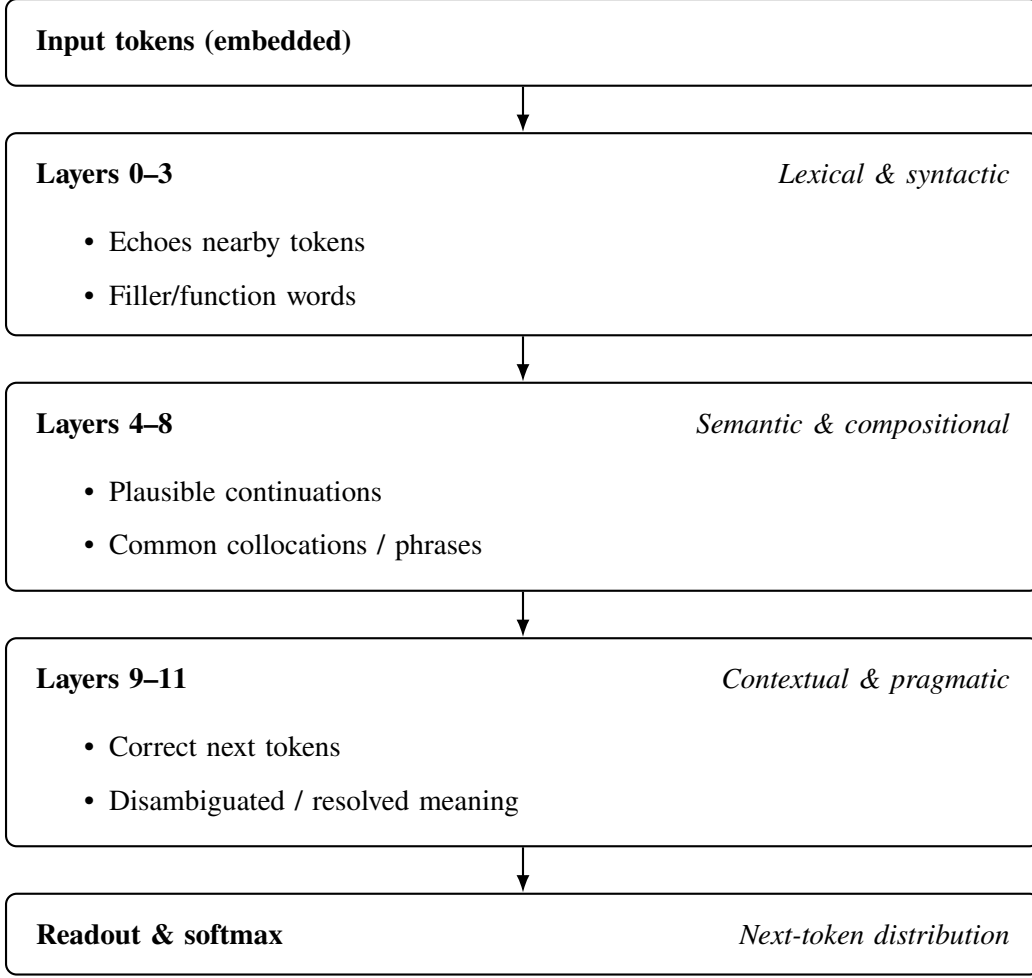 Input tokens (embedded)
Layers 0–3 Lexical & syntactic
• Echoes nearby tokens
• Filler/function words
Layers 4–8 Semantic & compositional
• Plausible continuations
• Common collocations / phrases
Layers 9–11 Contextual & pragmatic
• Correct next tokens
• Disambiguated / resolved meaning
Readout & softmax Next-token distribution